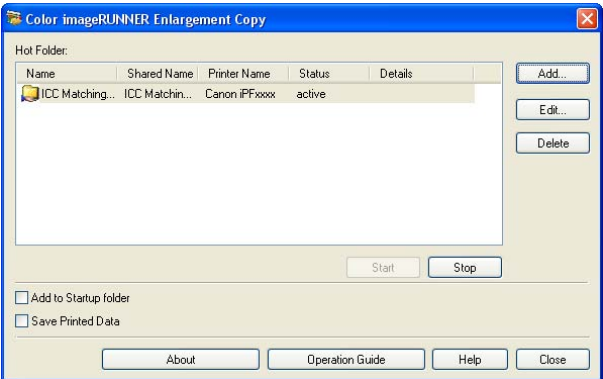 Color imageRUNNER Enlargement Copy
Hot Folder:
Name Shared Name Printer Name Status Details
ICC Matching... ICC Matchin... Canon iPFxxxx active
Add...
Edit...
Delete
Start Stop
Add to Startup folder
Save Printed Data
About Operation Guide Help Close